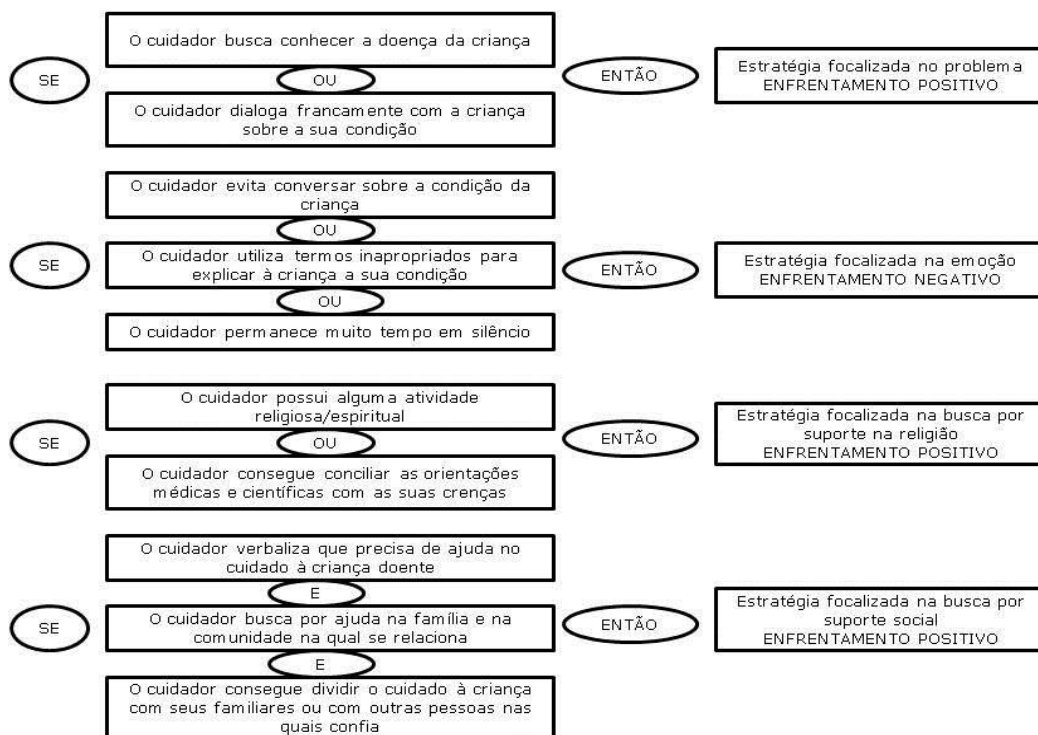 O cuidador busca conhecer a doença da criança
SE
OU
ENTÃO
Estratégia focalizada no problema
ENFRENTAMENTO POSITIVO
O cuidador dialoga francamente com a criança
sobre a sua condição
O cuidador evita conversar sobre a condição da
criança
OU
SE
O cuidador utiliza termos inapropriados para
explicar à criança a sua condição
ENTÃO
Estratégia focalizada na emoção
ENFRENTAMENTO NEGATIVO
OU
O cuidador permanece muito tempo em silêncio
O cuidador possui alguma atividade
religiosa/espiritual
SE
OU
ENTÃO
Estratégia focalizada na busca por
suporte na religião
ENFRENTAMENTO POSITIVO
O cuidador consegue conciliar as orientações
médicas e científicas com as suas crenças
O cuidador verbaliza que precisa de ajuda no
cuidado à criança doente
E
SE
O cuidador busca por ajuda na família e na
comunidade na qual se relaciona
ENTÃO
Estratégia focalizada na busca por
suporte social
ENFRENTAMENTO POSITIVO
E
O cuidador consegue dividir o cuidado à criança
com seus familiares ou com outras pessoas nas
quais confia